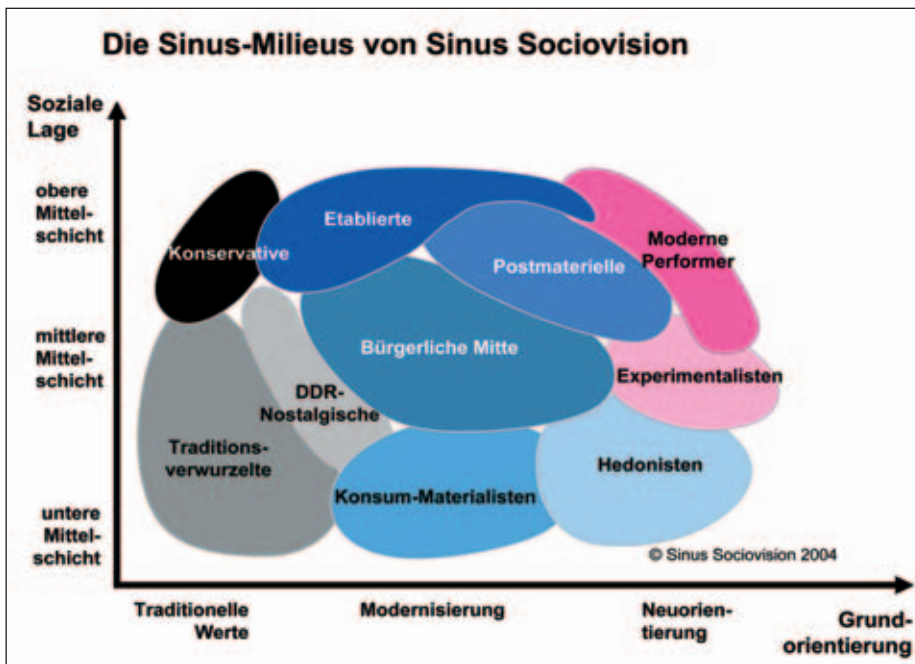 Die Sinus-Milieus von Sinus Sociovision
Soziale
Lage
obere
Mittel-
schicht
Konservative
Etablierte
Postmaterielle
Moderne
Performer
mittlere
Mittel-
schicht
Bürgerliche Mitte
Experimentalisten
DDR-
Nostalgische
Traditions-
verwurzelte
Hedonisten
Konsum-Materialisten
untere
Mittel-
schicht
© Sinus Sociovision 2004
Traditionelle
Werte
Modernisierung
Neuorien-
tierung
Grund-
orientierung